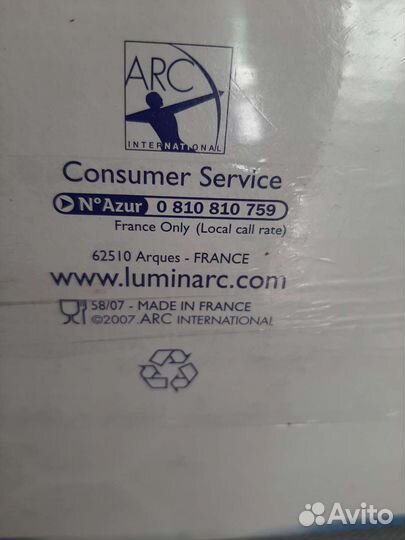 ARC
INTERNATIONAL
Consumer Service
N°Azur 0 810 810 759
France Only (Local call rate)
62510 Arques - FRANCE
www.luminarc.com
58/07 - MADE IN FRANCE
©2007.ARC INTERNATIONAL
Avito